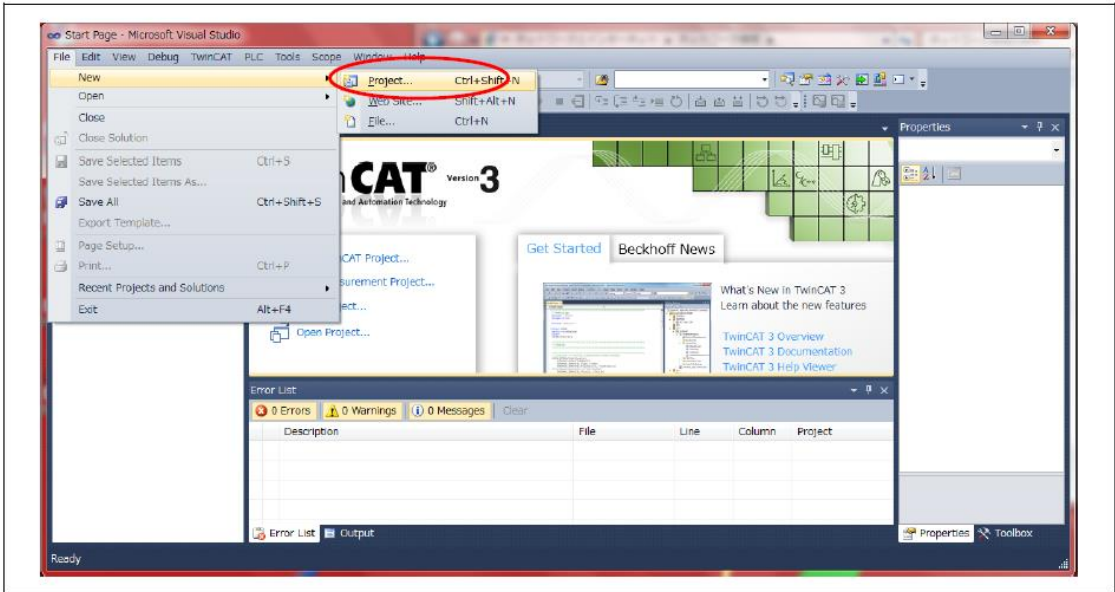 Start Page - Microsoft Visual Studio
File Edit View Debug TwinCAT PLC Tools Scope Window Help
New
Open
Close
Close Solution
Save Selected Items Ctrl+S
Save Selected Items As...
Save All Ctrl+Shift+S
Export Template...
Page Setup...
Print... Ctrl+P
Recent Projects and Solutions
Exit Alt+F4
Project... Ctrl+Shift+N
Web Site... Shift+Alt+N
File... Ctrl+N
CAT® Version 3
and Automation Technology
CAT Project...
surement Project...
ject...
Open Project...
Get Started Beckhoff News
What's New in TwinCAT 3
Learn about the new features
TwinCAT 3 Overview
TwinCAT 3 Documentation
TwinCAT 3 Help Viewer
Properties
Error List
0 Errors 0 Warnings 0 Messages Clear
Description File Line Column Project
Error List Output
Properties Toolbox
Ready